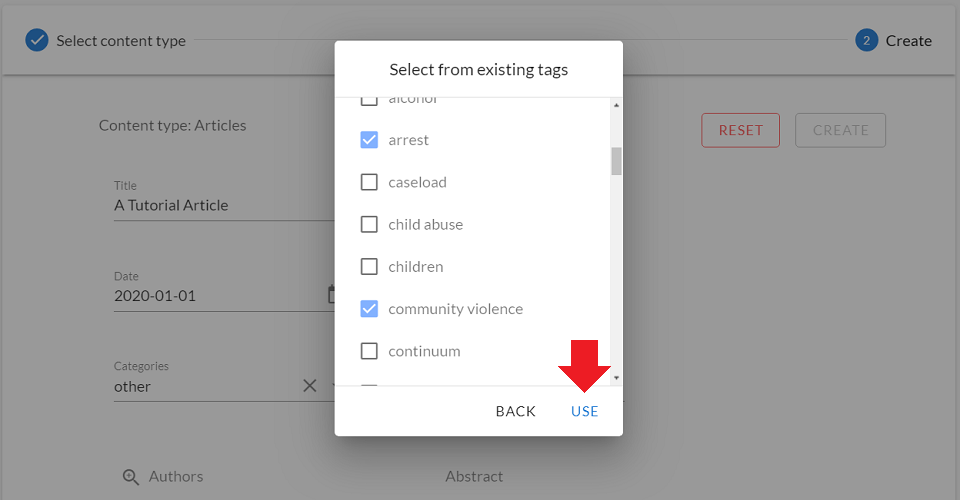 Select content type
2 Create
Select from existing tags
Content type: Articles
alcohol
RESET
CREATE
arrest
Title
A Tutorial Article
caseload
child abuse
children
Date
2020-01-01
community violence
continuum
Categories
other
BACK
USE
Authors
Abstract